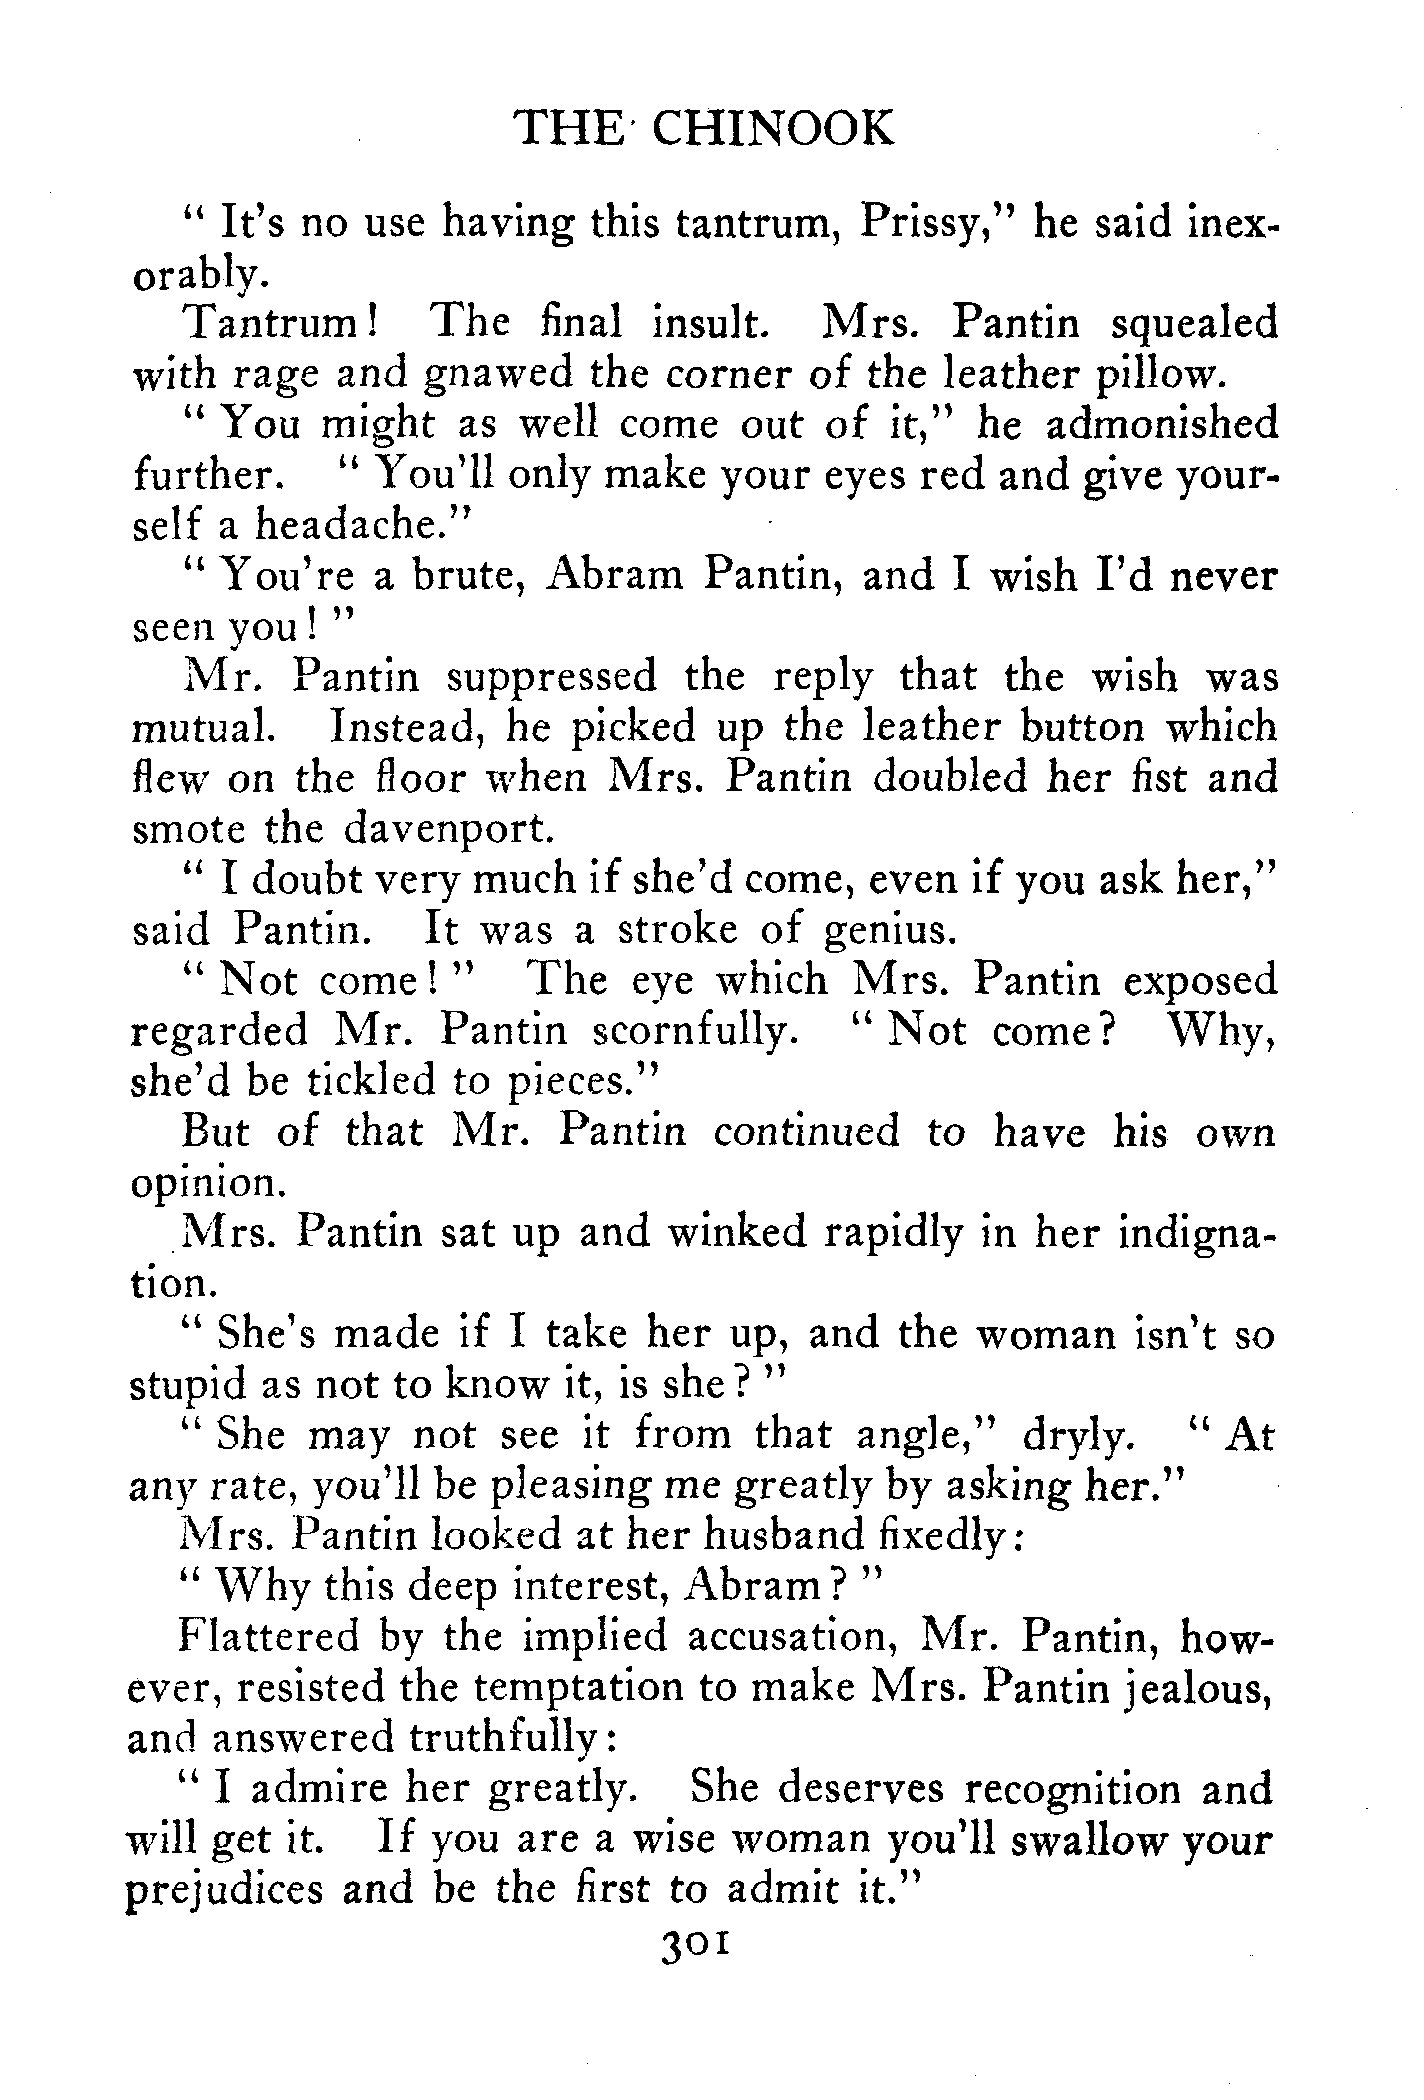 THE CHINOOK
“ It’s no use having this tantrum, Prissy,” he said inex-
orably.
Tantrum! The final insult. Mrs. Pantin squealed
with rage and gnawed the corner of the leather pillow.
“ You might as well come out of it,” he admonished
further. “ You’ll only make your eyes red and give your-
self a headache.”
“ You’re a brute, Abram Pantin, and I wish I’d never
seen you! ”
Mr. Pantin suppressed the reply that the wish was
mutual. Instead, he picked up the leather button which
flew on the floor when Mrs. Pantin doubled her fist and
smote the davenport.
“ I doubt very much if she’d come, even if you ask her,”
said Pantin. It was a stroke of genius.
“ Not come! ” The eye which Mrs. Pantin exposed
regarded Mr. Pantin scornfully. “ Not come? Why,
she’d be tickled to pieces.”
But of that Mr. Pantin continued to have his own
opinion.
Mrs. Pantin sat up and winked rapidly in her indigna-
tion.
“ She’s made if I take her up, and the woman isn’t so
stupid as not to know it, is she? ”
“ She may not see it from that angle,” dryly. “ At
any rate, you’ll be pleasing me greatly by asking her.”
Mrs. Pantin looked at her husband fixedly:
“ Why this deep interest, Abram? ”
Flattered by the implied accusation, Mr. Pantin, how-
ever, resisted the temptation to make Mrs. Pantin jealous,
and answered truthfully:
“ I admire her greatly. She deserves recognition and
will get it. If you are a wise woman you’ll swallow your
prejudices and be the first to admit it.”
301